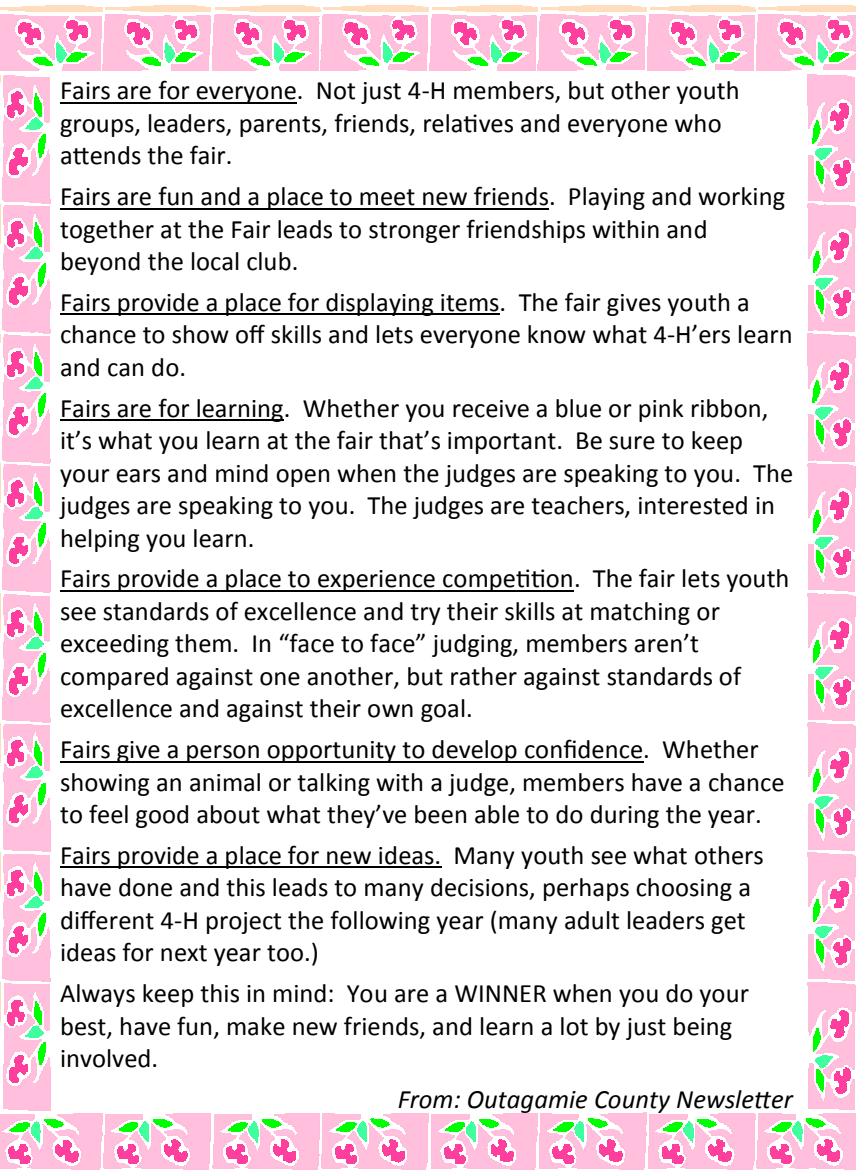 Fairs are for everyone.  Not just 4-H members, but other youth
groups, leaders, parents, friends, relatives and everyone who
attends the fair.
Fairs are fun and a place to meet new friends.  Playing and working
together at the Fair leads to stronger friendships within and
beyond the local club.
Fairs provide a place for displaying items.  The fair gives youth a
chance to show off skills and lets everyone know what 4-H’ers learn
and can do.
Fairs are for learning.  Whether you receive a blue or pink ribbon,
it’s what you learn at the fair that’s important.  Be sure to keep
your ears and mind open when the judges are speaking to you.  The
judges are speaking to you.  The judges are teachers, interested in
helping you learn.
Fairs provide a place to experience competition.  The fair lets youth
see standards of excellence and try their skills at matching or
exceeding them.  In “face to face” judging, members aren’t
compared against one another, but rather against standards of
excellence and against their own goal.
Fairs give a person opportunity to develop confidence.  Whether
showing an animal or talking with a judge, members have a chance
to feel good about what they’ve been able to do during the year.
Fairs provide a place for new ideas.  Many youth see what others
have done and this leads to many decisions, perhaps choosing a
different 4-H project the following year (many adult leaders get
ideas for next year too.)
Always keep this in mind:  You are a WINNER when you do your
best, have fun, make new friends, and learn a lot by just being
involved.
From: Outagamie County Newsletter